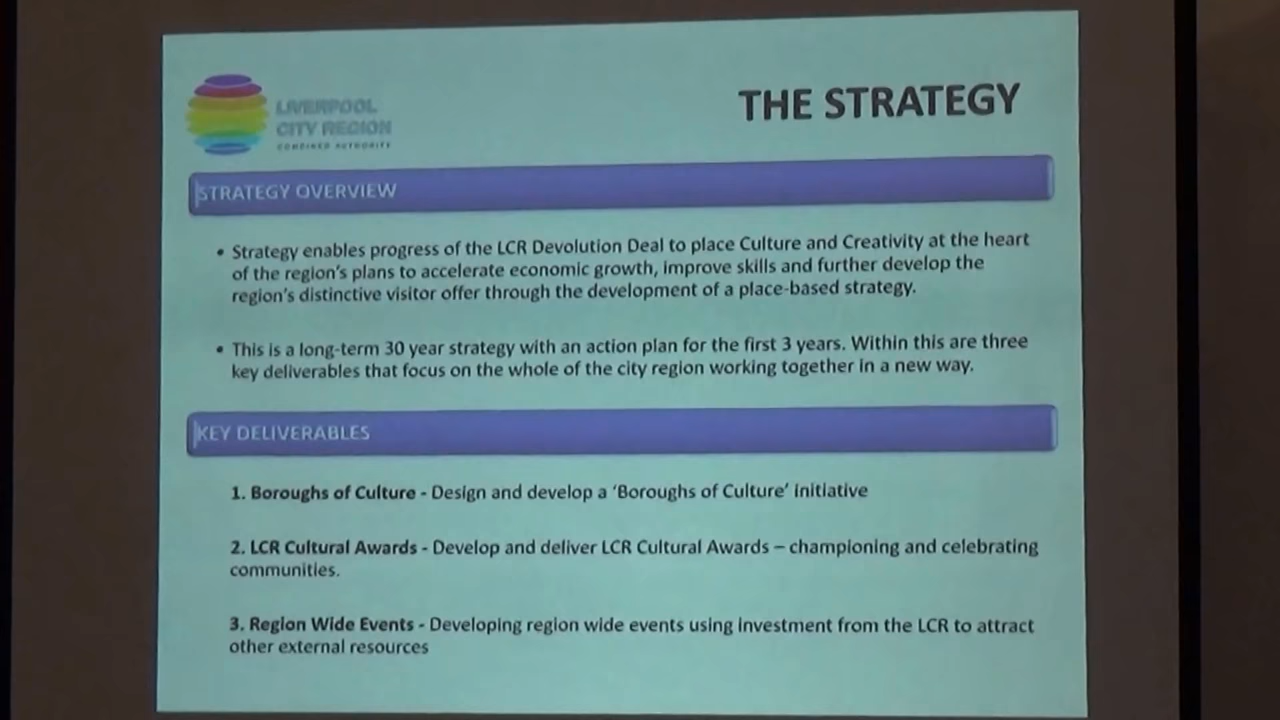 LIVERPOOL
CITY REGION
COMBINED AUTHORITY
THE STRATEGY
STRATEGY OVERVIEW
• Strategy enables progress of the LCR Devolution Deal to place Culture and Creativity at the heart
of the region's plans to accelerate economic growth, improve skills and further develop the
region's distinctive visitor offer through the development of a place-based strategy.
• This is a long-term 30 year strategy with an action plan for the first 3 years. Within this are three
key deliverables that focus on the whole of the city region working together in a new way.
KEY DELIVERABLES
1. Boroughs of Culture - Design and develop a 'Boroughs of Culture' initiative
2. LCR Cultural Awards - Develop and deliver LCR Cultural Awards – championing and celebrating
communities.
3. Region Wide Events - Developing region wide events using investment from the LCR to attract
other external resources